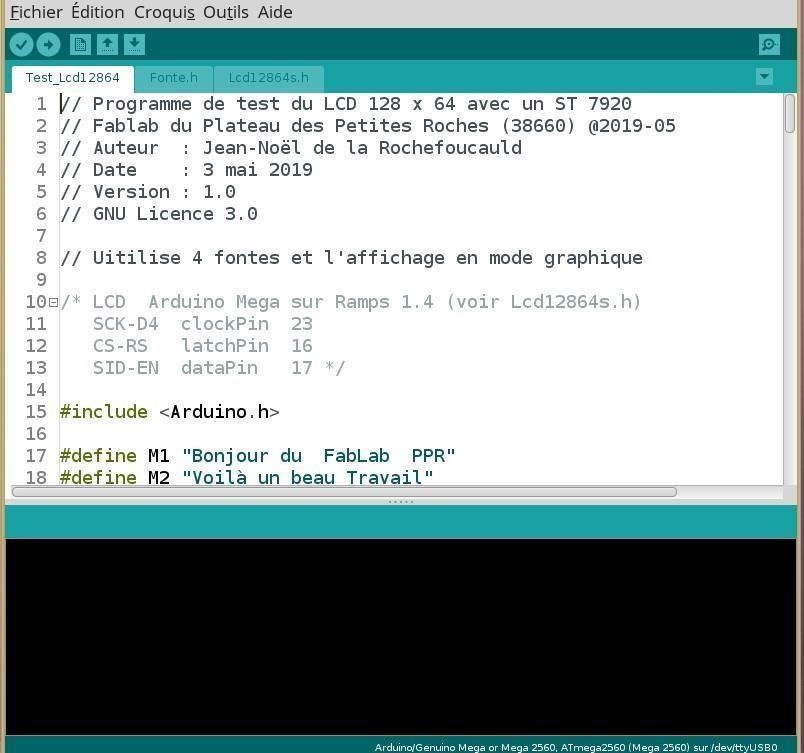 Fichier Édition Croquis Outils Aide
Test_Lcd12864 Fonte.h Lcd12864s.h
1 // Programme de test du LCD 128 x 64 avec un ST 7920
2 // Fablab du Plateau des Petites Roches (38660) @2019-05
3 // Auteur  : Jean-Noël de la Rochefoucauld
4 // Date    : 3 mai 2019
5 // Version : 1.0
6 // GNU Licence 3.0
7
8 // Uitilise 4 fontes et l'affichage en mode graphique
9
10 /* LCD  Arduino Mega sur Ramps 1.4 (voir Lcd12864s.h)
11    SCK-D4  clockPin  23
12    CS-RS   latchPin  16
13    SID-EN  dataPin   17 */
14
15 #include <Arduino.h>
16
17 #define M1 "Bonjour du  FabLab  PPR"
18 #define M2 "Voilà un beau Travail"
Arduino/Genuino Mega or Mega 2560, ATmega2560 (Mega 2560) sur /dev/ttyUSB0